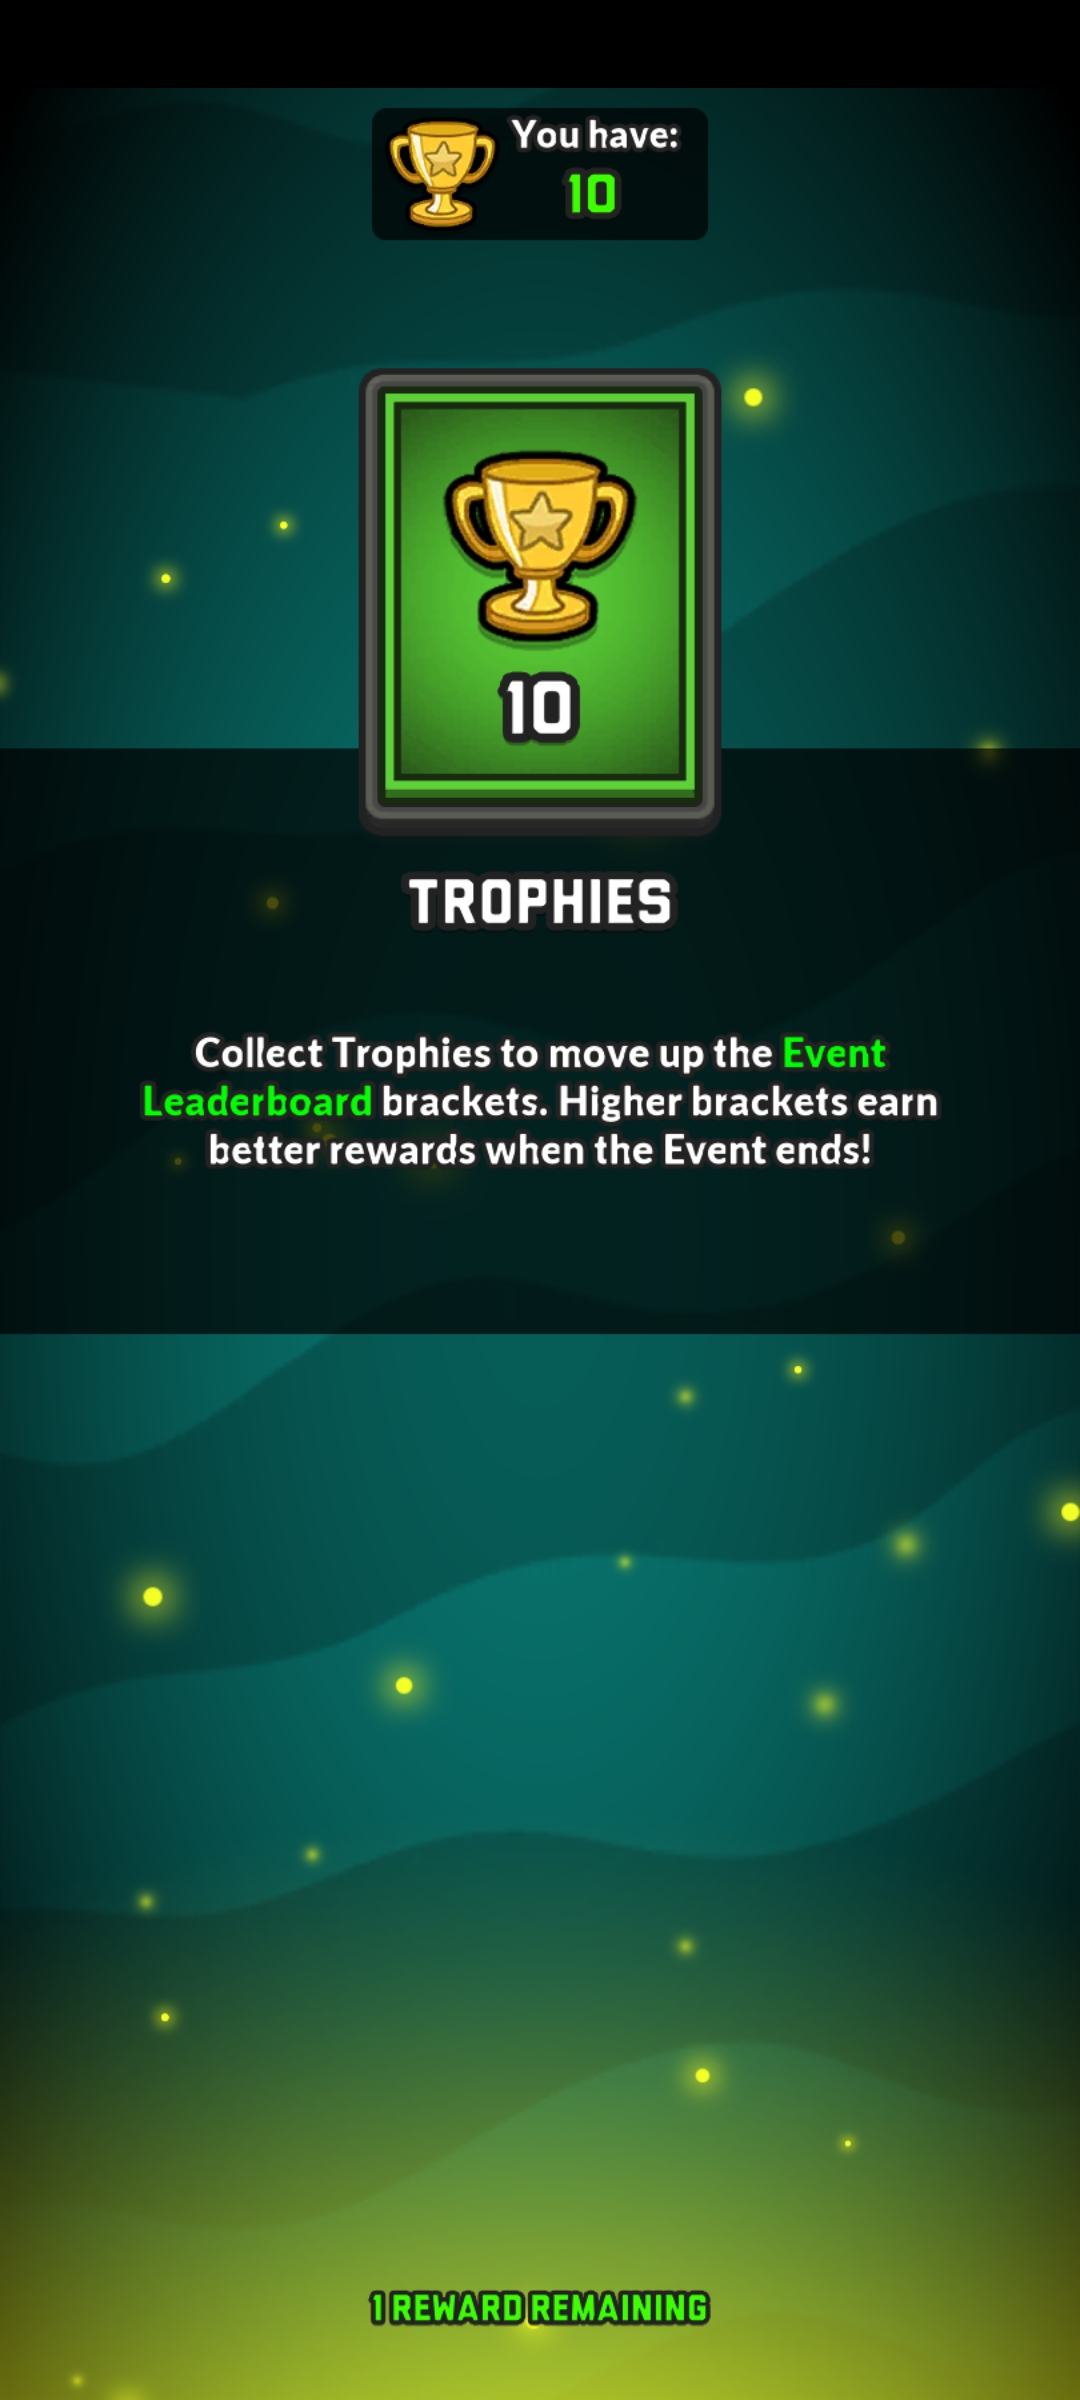 You have:
10
10
TROPHIES
Collect Trophies to move up the Event
Leaderboard brackets. Higher brackets earn
better rewards when the Event ends!
1 REWARD REMAINING